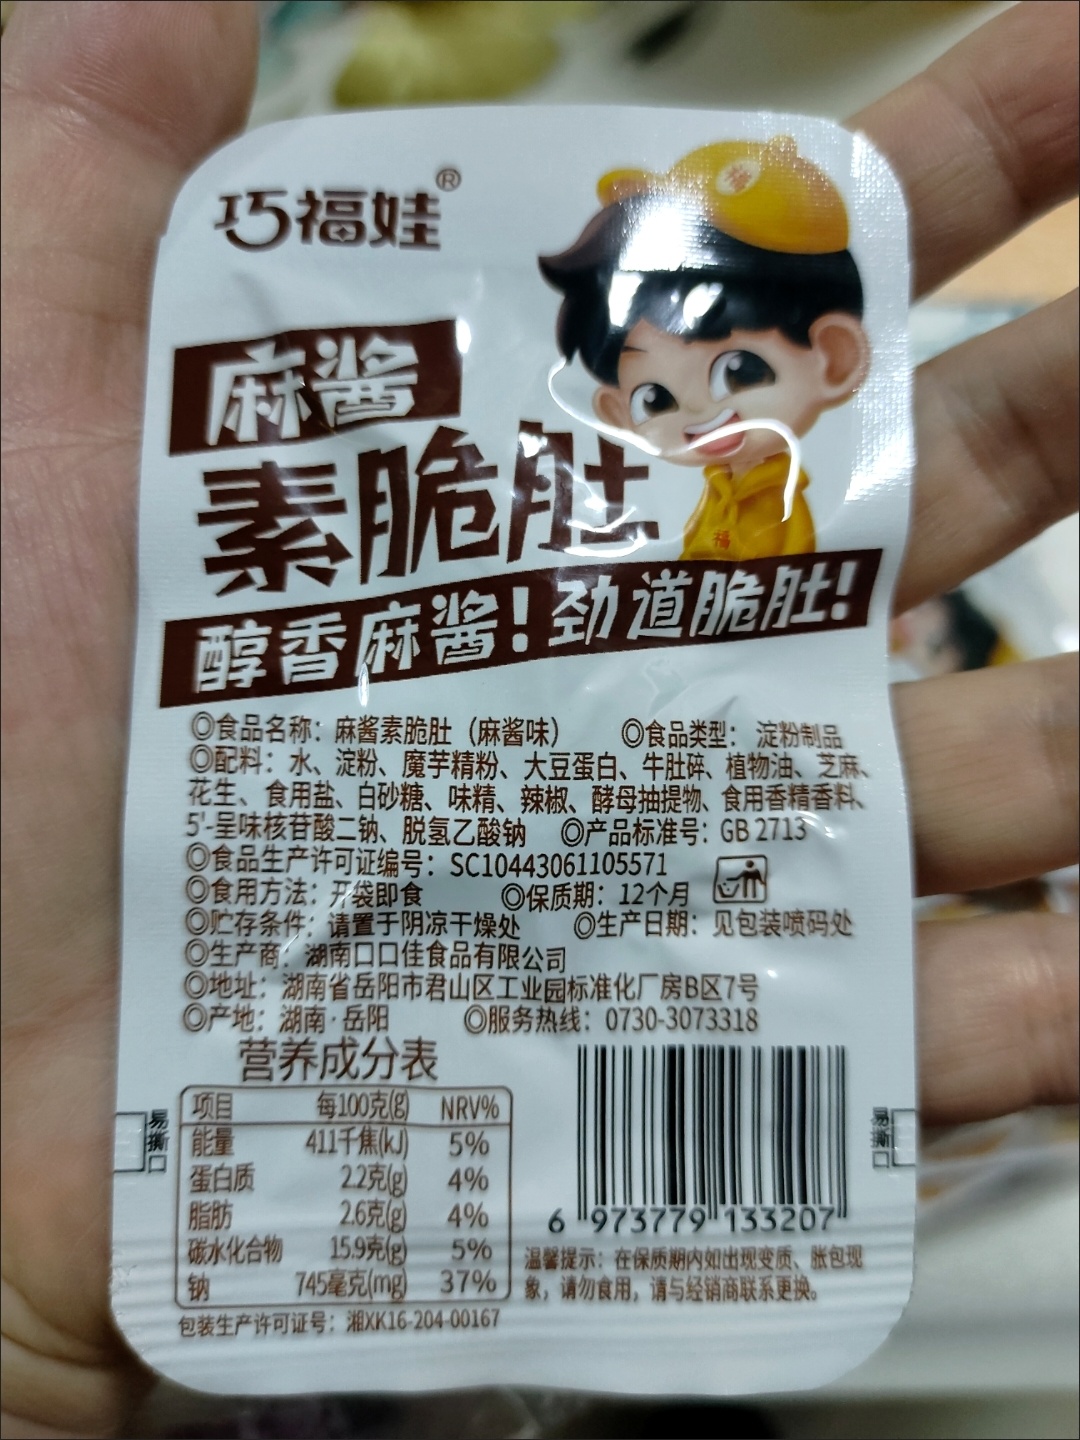 巧福娃®
麻酱
素脆肚
醇香麻酱！劲道脆肚！
◎食品名称：麻酱素脆肚（麻酱味） ◎食品类型：淀粉制品
◎配料：水、淀粉、魔芋精粉、大豆蛋白、牛肚碎、植物油、芝麻、
花生、食用盐、白砂糖、味精、辣椒、酵母抽提物、食用香精香料、
5'-呈味核苷酸二钠、脱氢乙酸钠 ◎产品标准号：GB 2713
◎食品生产许可证编号：SC10443061105571
◎食用方法：开袋即食 ◎保质期：12个月
◎贮存条件：请置于阴凉干燥处 ◎生产日期：见包装喷码处
◎生产商：湖南口口佳食品有限公司
◎地址：湖南省岳阳市君山区工业园标准化厂房B区7号
◎产地：湖南·岳阳 ◎服务热线：0730-3073318
营养成分表
项目 每100克(g) NRV%
能量 411千焦(kJ) 5%
蛋白质 2.2克(g) 4%
脂肪 2.6克(g) 4%
碳水化合物 15.9克(g) 5%
钠 745毫克(mg) 37%
包装生产许可证号：湘XK16-204-00167
易撕口
易撕口
6 973779 133207
温馨提示：在保质期内如出现变质、胀包现
象，请勿食用，请与经销商联系更换。
福
福